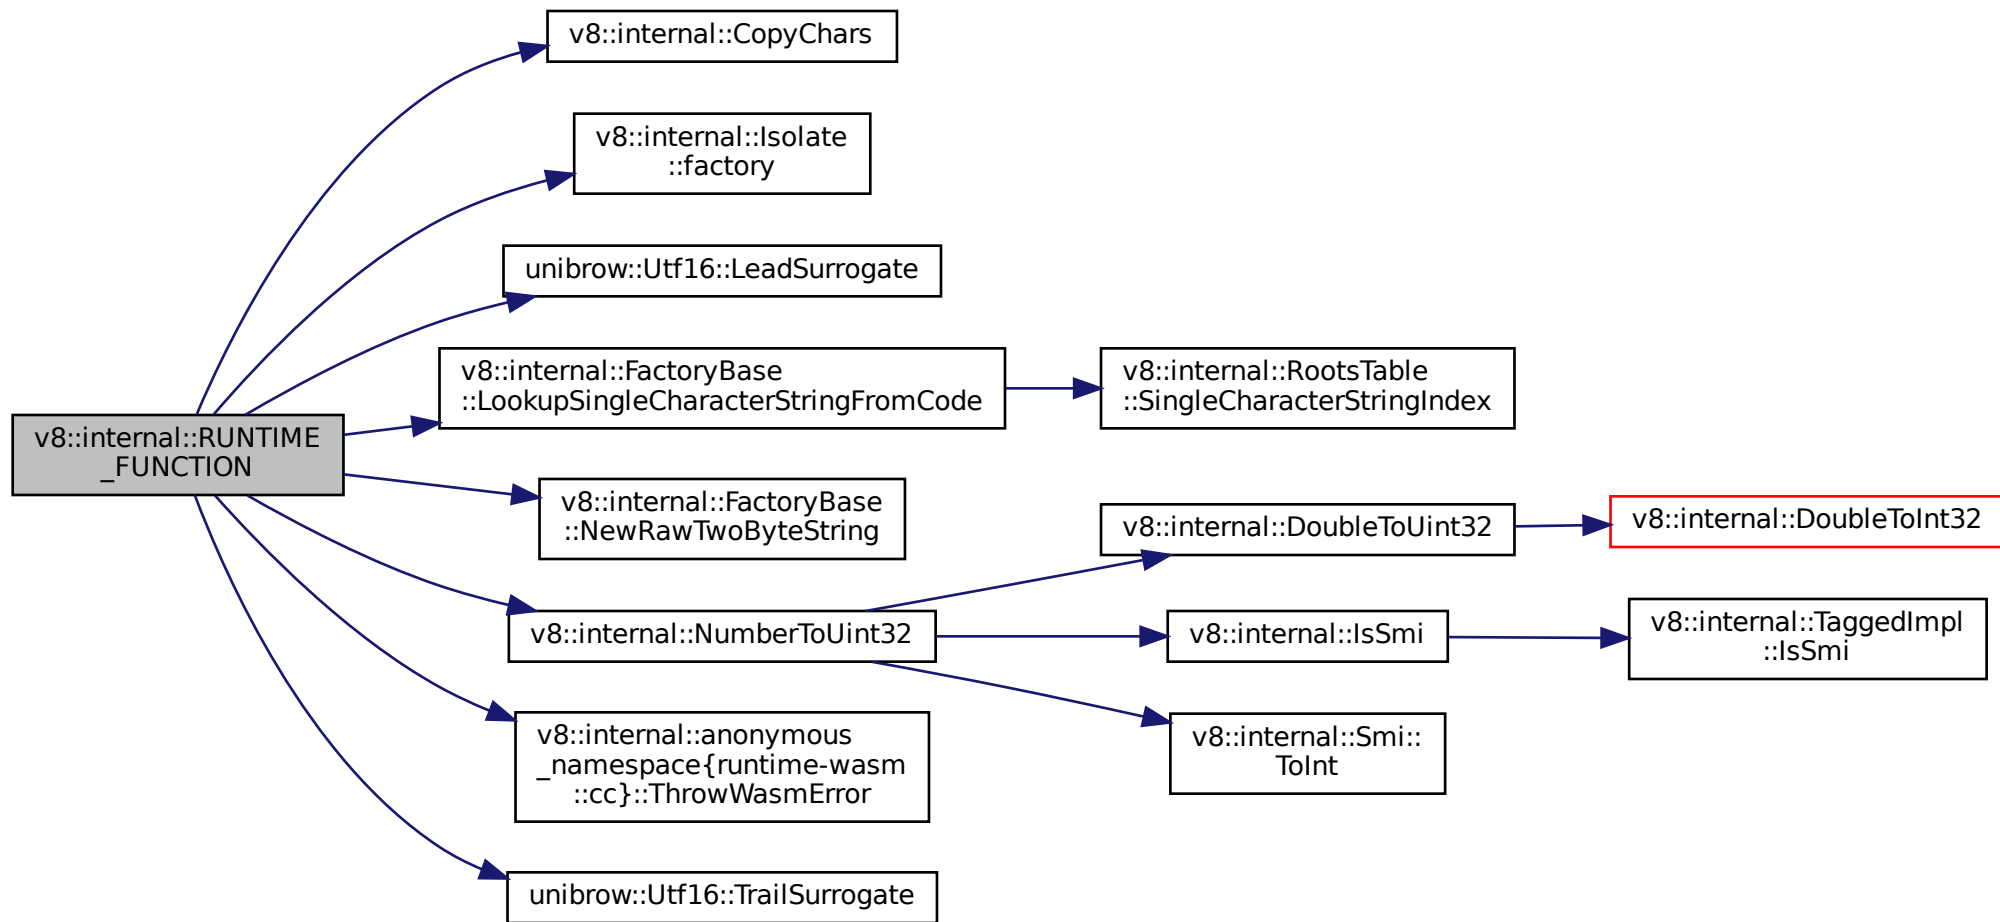 v8::internal::CopyChars
v8::internal::Isolate
::factory
unibrow::Utf16::LeadSurrogate
v8::internal::FactoryBase
::LookupSingleCharacterStringFromCode
v8::internal::RootsTable
::SingleCharacterStringIndex
v8::internal::RUNTIME
_FUNCTION
v8::internal::FactoryBase
::NewRawTwoByteString
v8::internal::DoubleToUint32
v8::internal::DoubleToInt32
v8::internal::NumberToUint32
v8::internal::IsSmi
v8::internal::TaggedImpl
::IsSmi
v8::internal::Smi::
ToInt
v8::internal::anonymous
_namespace{runtime-wasm
::cc}::ThrowWasmError
unibrow::Utf16::TrailSurrogate